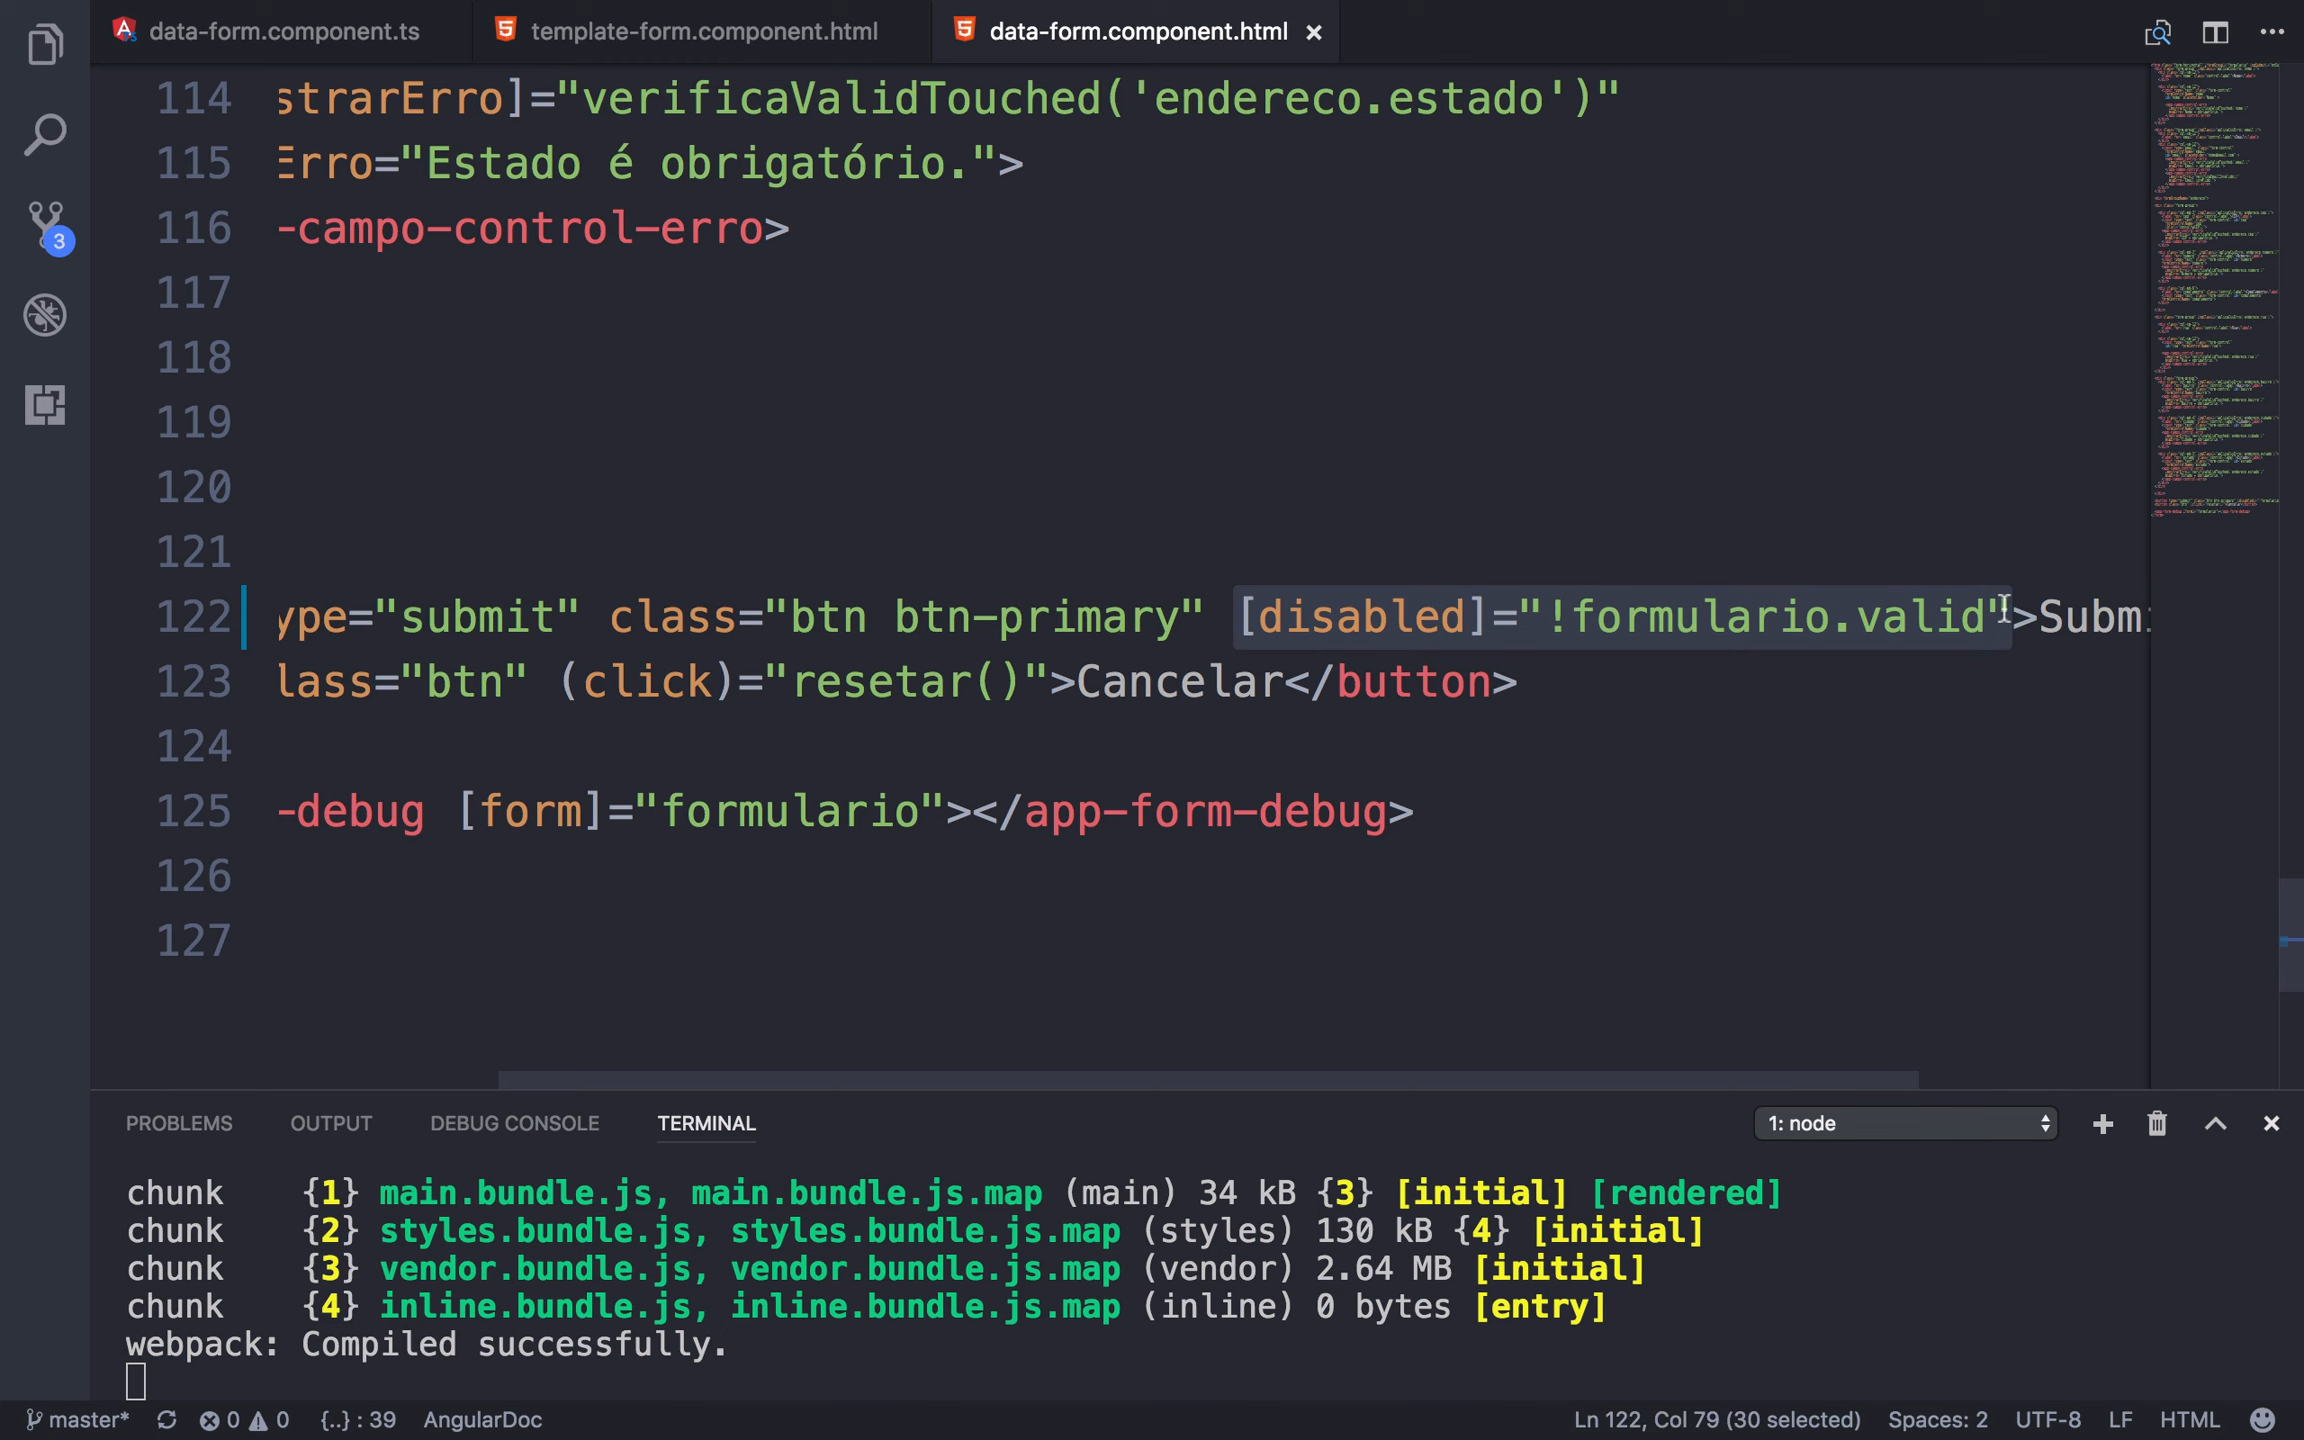 data-form.component.ts template-form.component.html data-form.component.html
114 strarErro]="verificaValidTouched('endereco.estado')"
115 Erro="Estado é obrigatório.">
116 -campo-control-erro>
117
118
119
120
121
122 ype="submit" class="btn btn-primary" [disabled]="!formulario.valid">Submi
123 lass="btn" (click)="resetar()">Cancelar</button>
124
125 -debug [form]="formulario"></app-form-debug>
126
127
3
PROBLEMS OUTPUT DEBUG CONSOLE TERMINAL 1: node
chunk {1} main.bundle.js, main.bundle.js.map (main) 34 kB {3} [initial] [rendered]
chunk {2} styles.bundle.js, styles.bundle.js.map (styles) 130 kB {4} [initial]
chunk {3} vendor.bundle.js, vendor.bundle.js.map (vendor) 2.64 MB [initial]
chunk {4} inline.bundle.js, inline.bundle.js.map (inline) 0 bytes [entry]
webpack: Compiled successfully.
master* 0 0 {..} : 39 AngularDoc Ln 122, Col 79 (30 selected) Spaces: 2 UTF-8 LF HTML